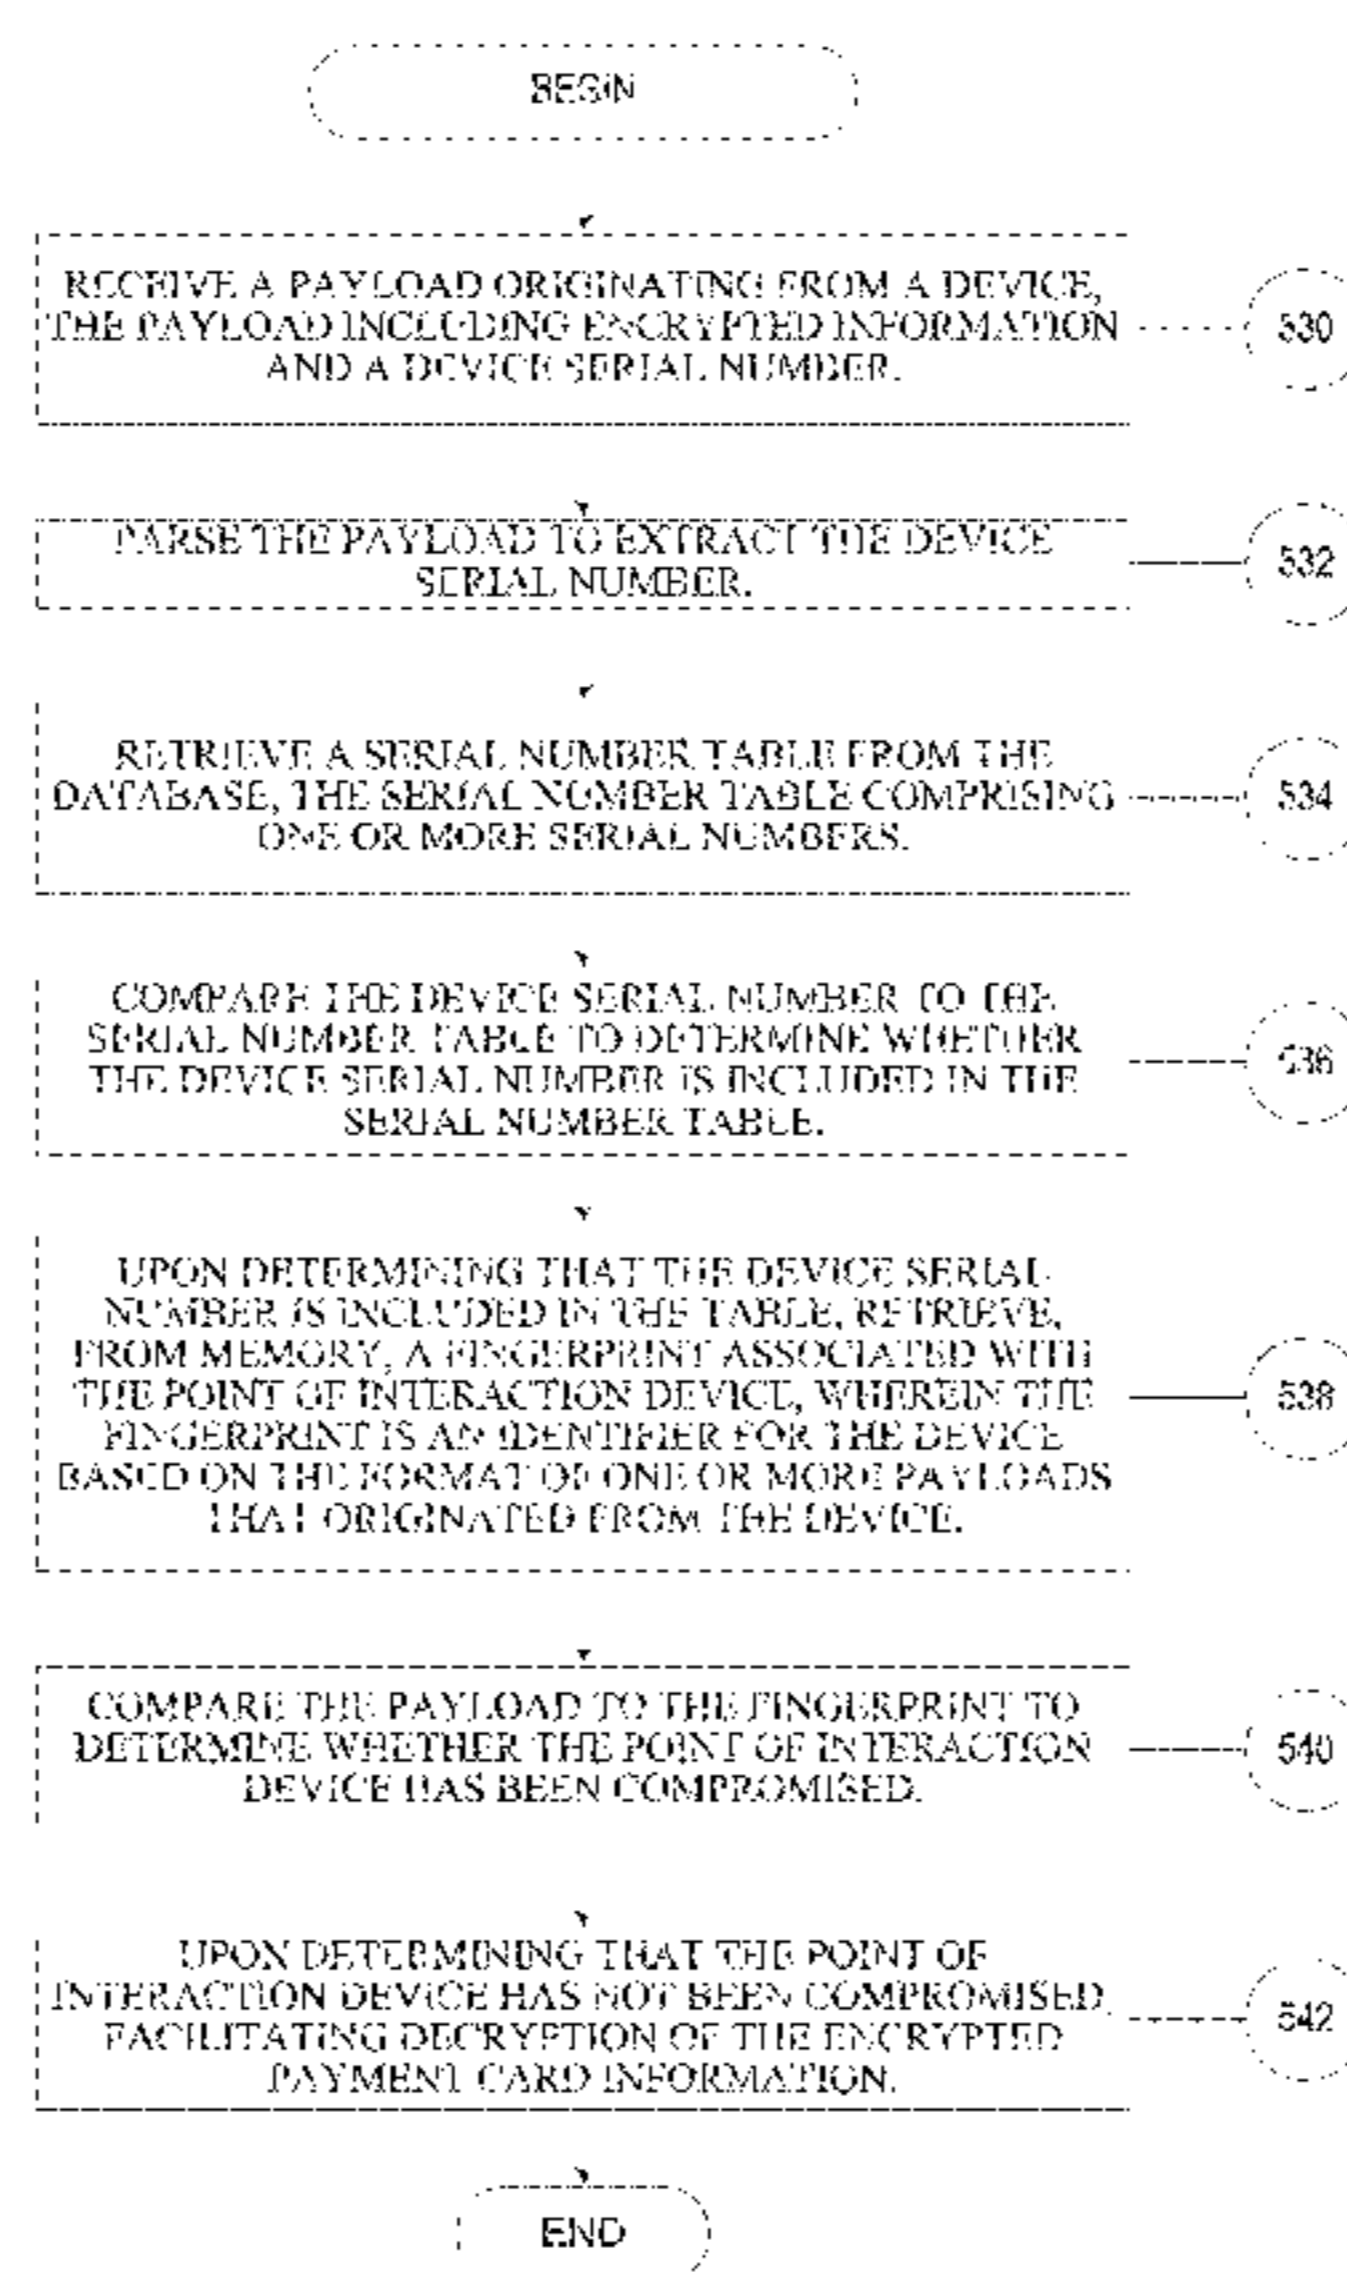 BEGIN
RECEIVE A PAYLOAD ORIGINATING FROM A DEVICE,
THE PAYLOAD INCLUDING ENCRYPTED INFORMATION
AND A DEVICE SERIAL NUMBER.
530
PARSE THE PAYLOAD TO EXTRACT THE DEVICE
SERIAL NUMBER.
532
RETRIEVE A SERIAL NUMBER TABLE FROM THE
DATABASE, THE SERIAL NUMBER TABLE COMPRISING
ONE OR MORE SERIAL NUMBERS.
534
COMPARE THE DEVICE SERIAL NUMBER TO THE
SERIAL NUMBER TABLE TO DETERMINE WHETHER
THE DEVICE SERIAL NUMBER IS INCLUDED IN THE
SERIAL NUMBER TABLE.
536
UPON DETERMINING THAT THE DEVICE SERIAL
NUMBER IS INCLUDED IN THE TABLE, RETRIEVE,
FROM MEMORY, A FINGERPRINT ASSOCIATED WITH
THE POINT OF INTERACTION DEVICE, WHEREIN THE
FINGERPRINT IS AN IDENTIFIER FOR THE DEVICE
BASED ON THE FORMAT OF ONE OR MORE PAYLOADS
THAT ORIGINATED FROM THE DEVICE.
538
COMPARE THE PAYLOAD TO THE FINGERPRINT TO
DETERMINE WHETHER THE POINT OF INTERACTION
DEVICE HAS BEEN COMPROMISED.
540
UPON DETERMINING THAT THE POINT OF
INTERACTION DEVICE HAS NOT BEEN COMPROMISED,
FACILITATING DECRYPTION OF THE ENCRYPTED
PAYMENT CARD INFORMATION.
542
END